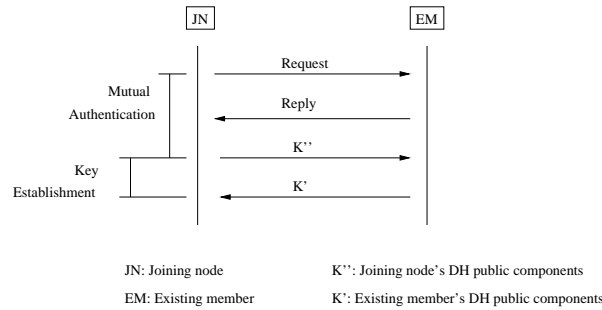 JN
EM
Request
Mutual
Authentication
Reply
K''
Key
Establishment
K'
JN: Joining node
K'': Joining node's DH public components
EM: Existing member
K': Existing member's DH public components